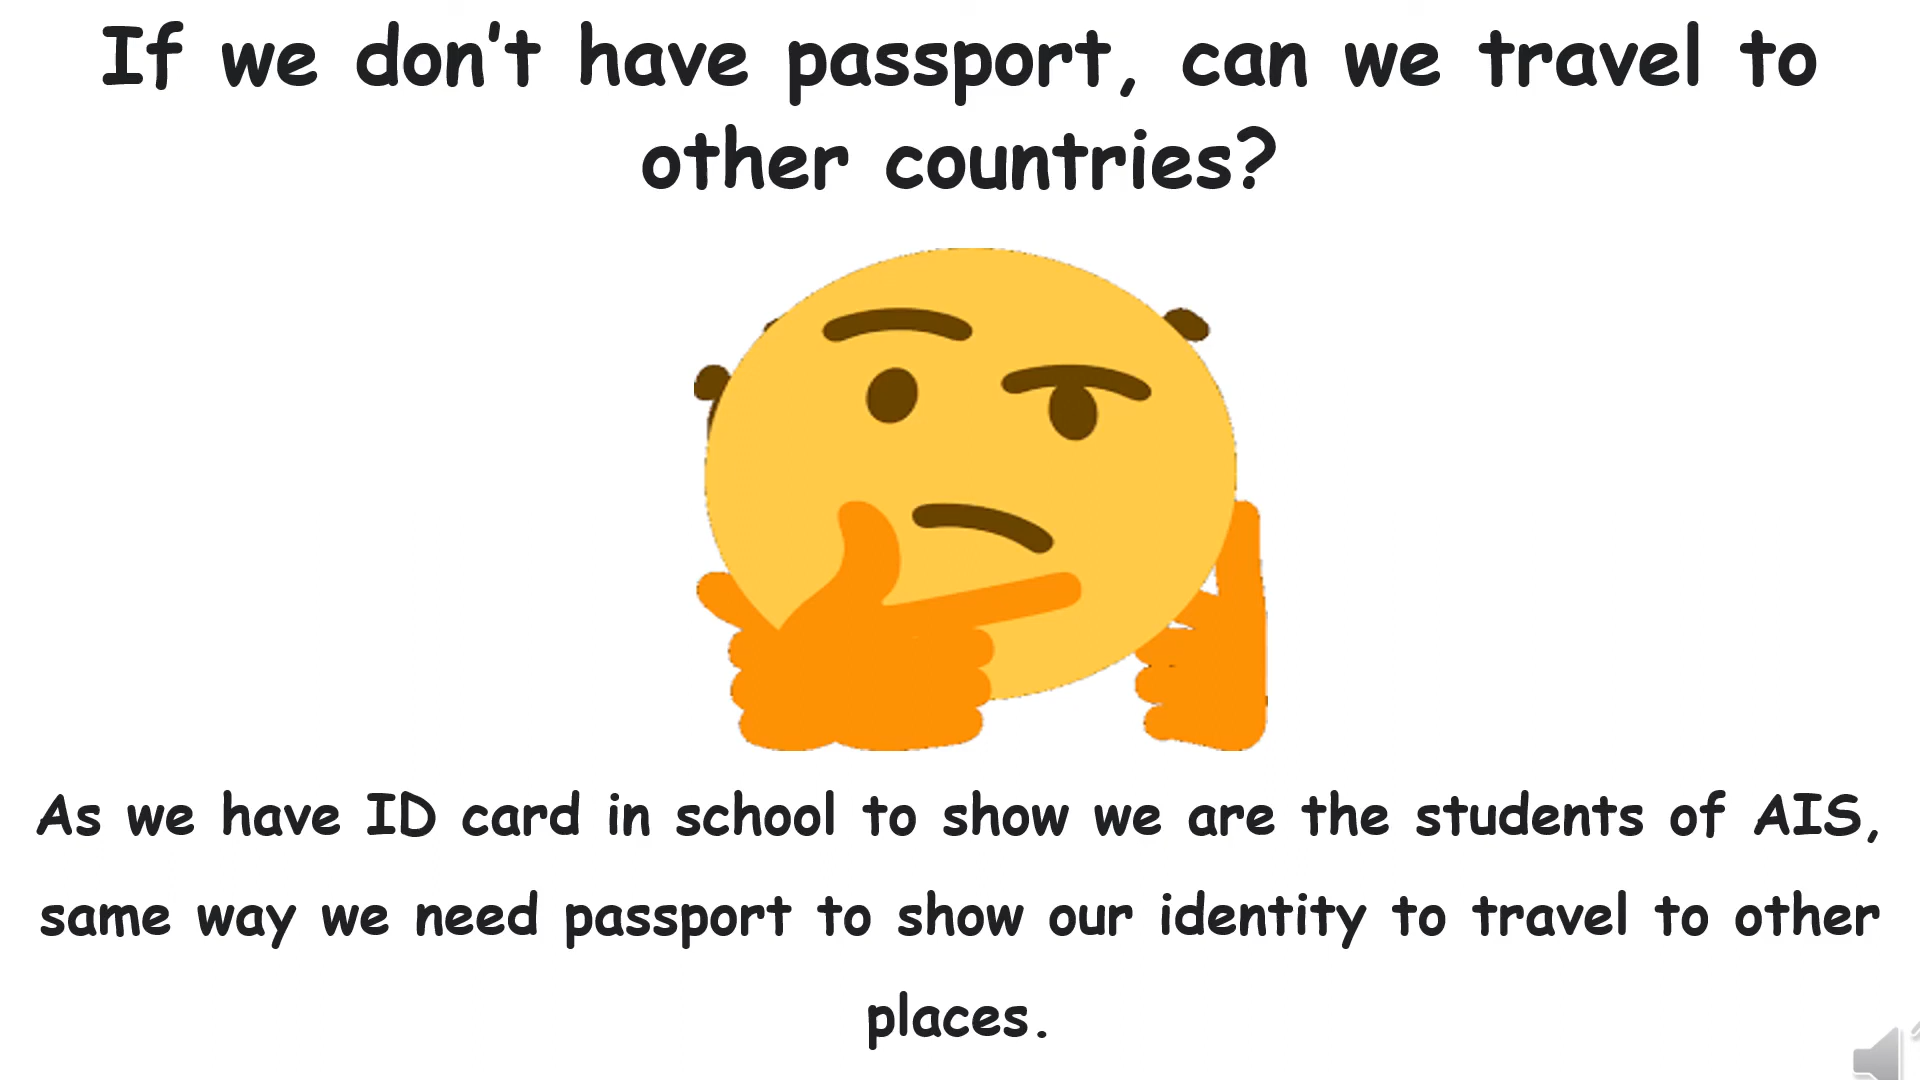 If we don't have passport, can we travel to
other countries?
As we have ID card in school to show we are the students of AIS,
same way we need passport to show our identity to travel to other
places.